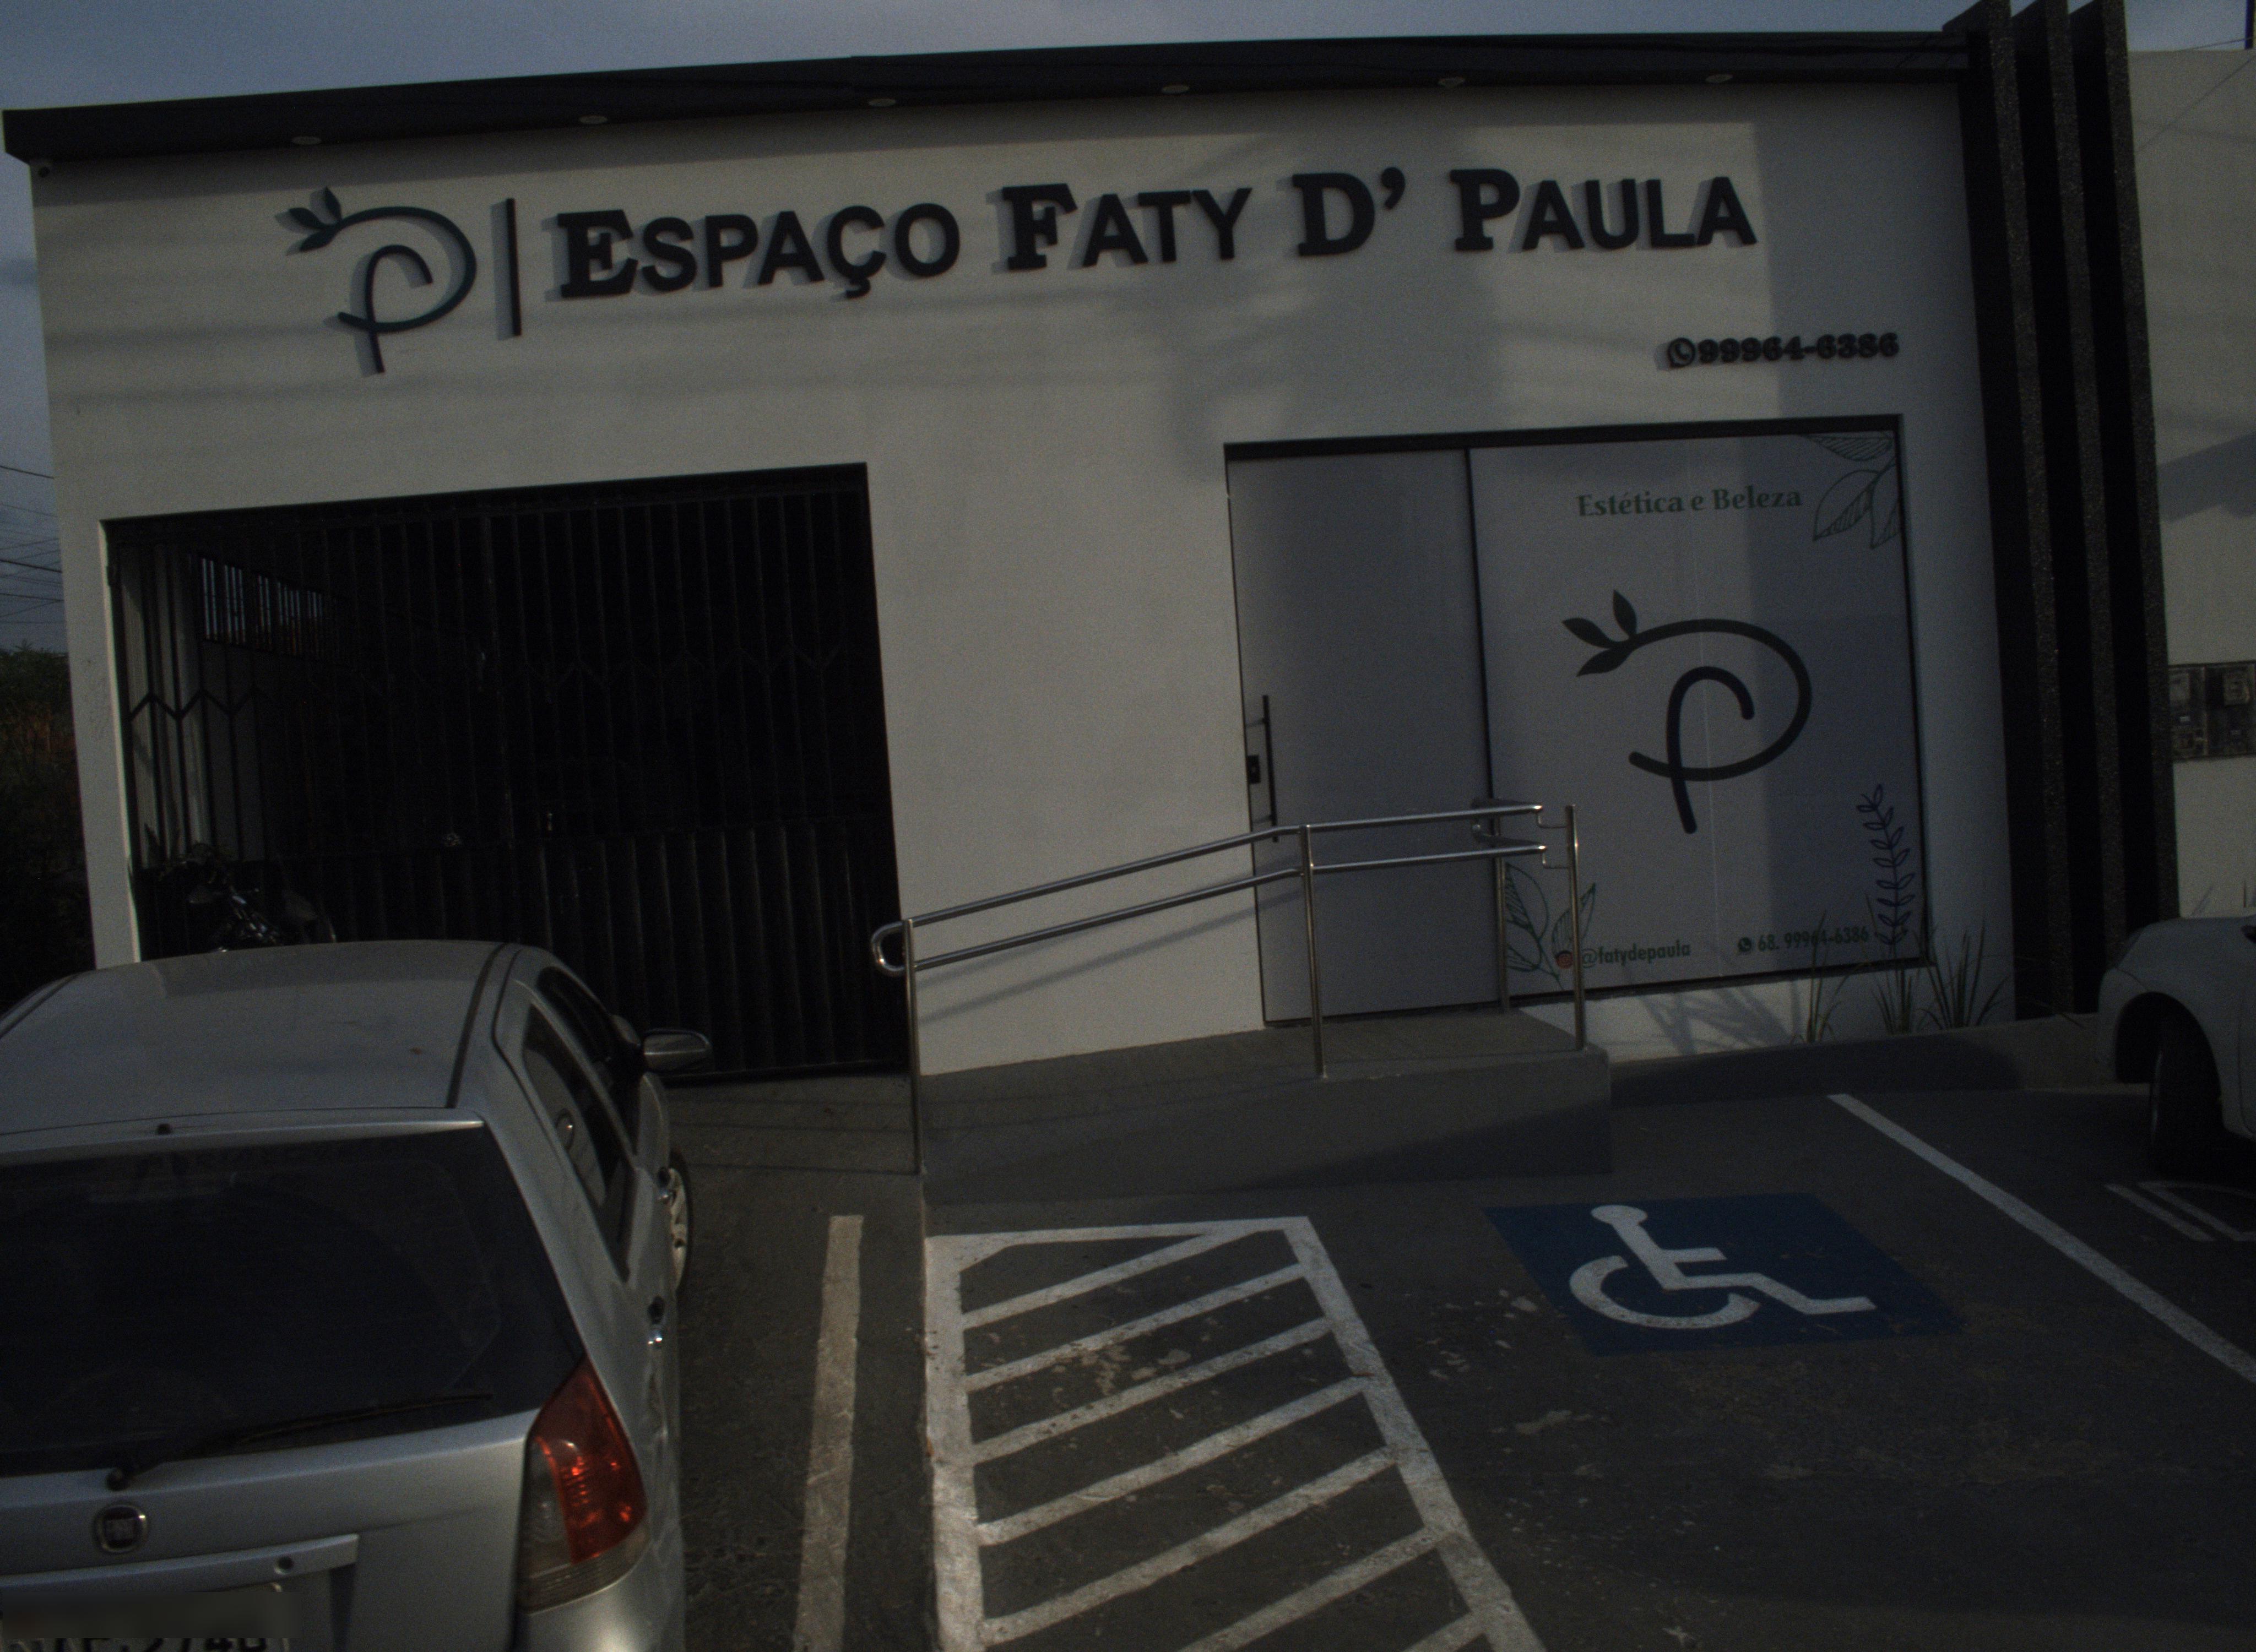 ESPAÇO FATY D' PAULA
99964-6386
Estética e Beleza
@fatydepaula
68. 99964-6386